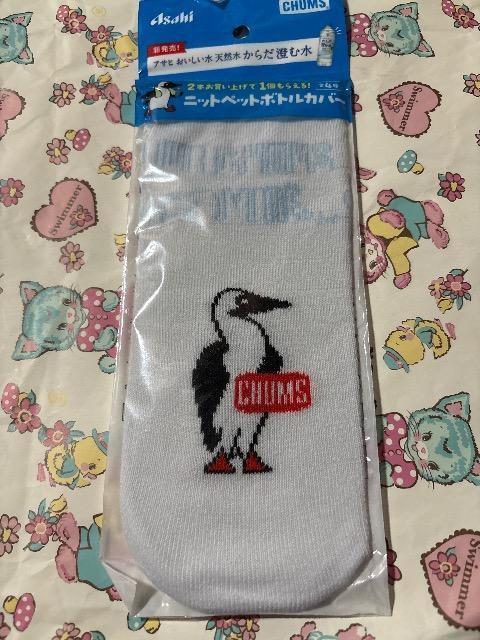 CHUMS
Asahi
新発売!
アサヒ おいしい水 天然水 からだ 澄む水
2本お買い上げで1個もらえる!
ニットペットボトルカバー
CHUMS
Swimmer
Swimmer
Swimmer
Swimmer